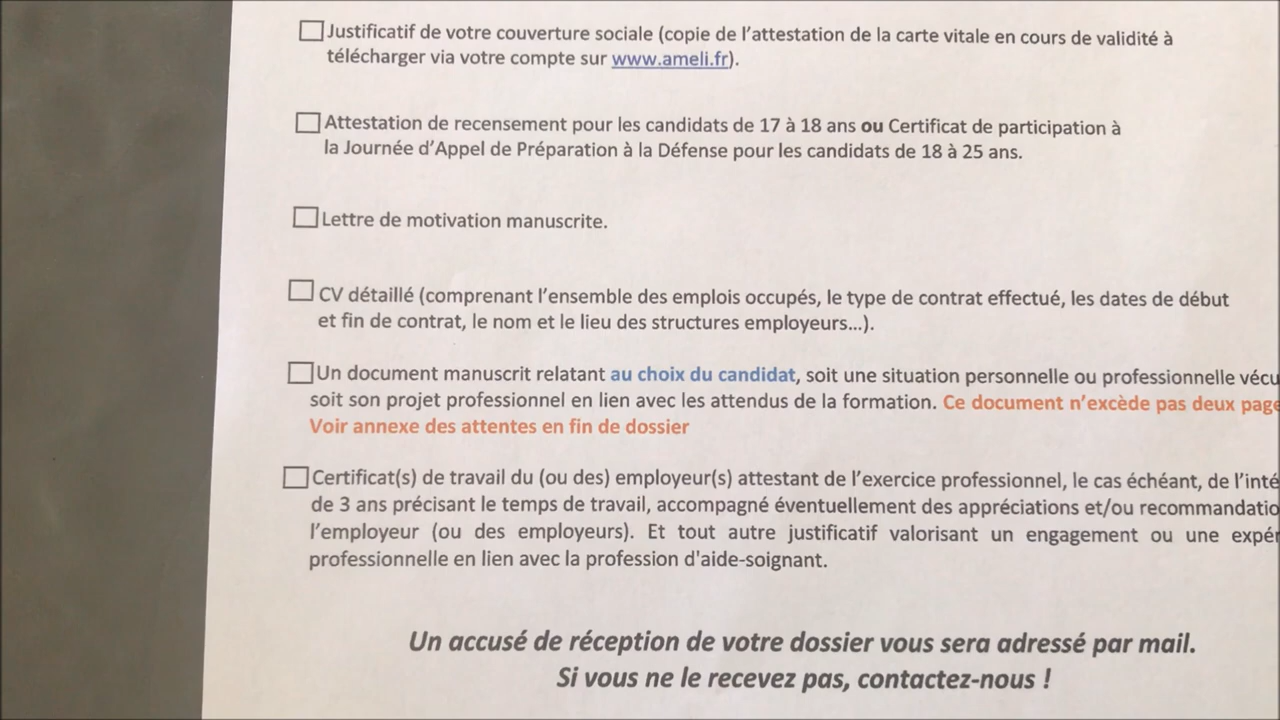 Justificatif de votre couverture sociale (copie de l'attestation de la carte vitale en cours de validité à
télécharger via votre compte sur www.ameli.fr).
Attestation de recensement pour les candidats de 17 à 18 ans ou Certificat de participation à
la Journée d'Appel de Préparation à la Défense pour les candidats de 18 à 25 ans.
Lettre de motivation manuscrite.
CV détaillé (comprenant l'ensemble des emplois occupés, le type de contrat effectué, les dates de début
et fin de contrat, le nom et le lieu des structures employeurs...).
Un document manuscrit relatant au choix du candidat, soit une situation personnelle ou professionnelle vécu
soit son projet professionnel en lien avec les attendus de la formation. Ce document n'excède pas deux page
Voir annexe des attentes en fin de dossier
Certificat(s) de travail du (ou des) employeur(s) attestant de l'exercice professionnel, le cas échéant, de l'inté
de 3 ans précisant le temps de travail, accompagné éventuellement des appréciations et/ou recommandatio
l'employeur (ou des employeurs). Et tout autre justificatif valorisant un engagement ou une expér
professionnelle en lien avec la profession d'aide-soignant.
Un accusé de réception de votre dossier vous sera adressé par mail.
Si vous ne le recevez pas, contactez-nous !